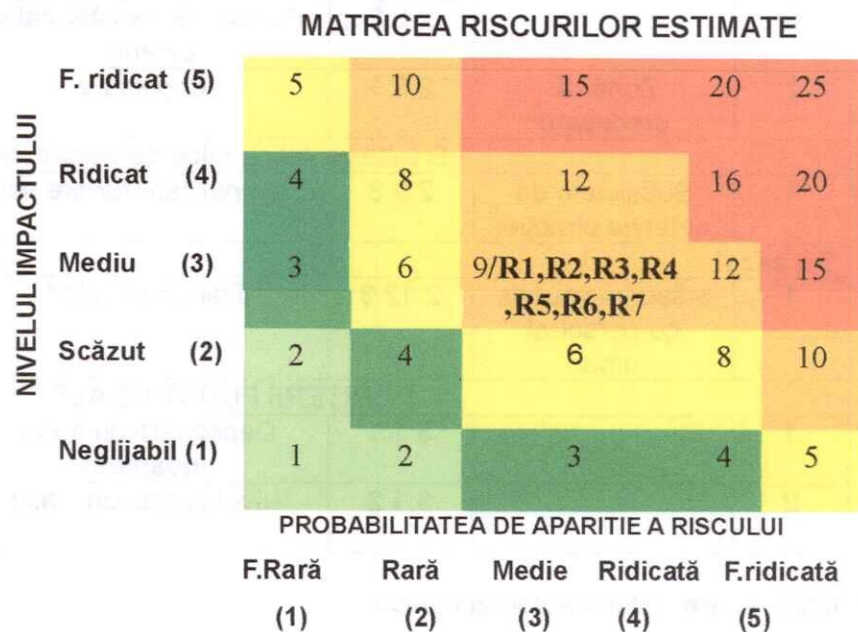 MATRICEA RISCURILOR ESTIMATE
NIVELUL IMPACTULUI
F. ridicat (5) 5 10 15 20 25
Ridicat (4) 4 8 12 16 20
Mediu (3) 3 6 9/R1,R2,R3,R4 12 15
,R5,R6,R7
Scăzut (2) 2 4 6 8 10
Neglijabil (1) 1 2 3 4 5
PROBABILITATEA DE APARITIE A RISCULUI
F.Rară Rară Medie Ridicată F.ridicată
(1) (2) (3) (4) (5)